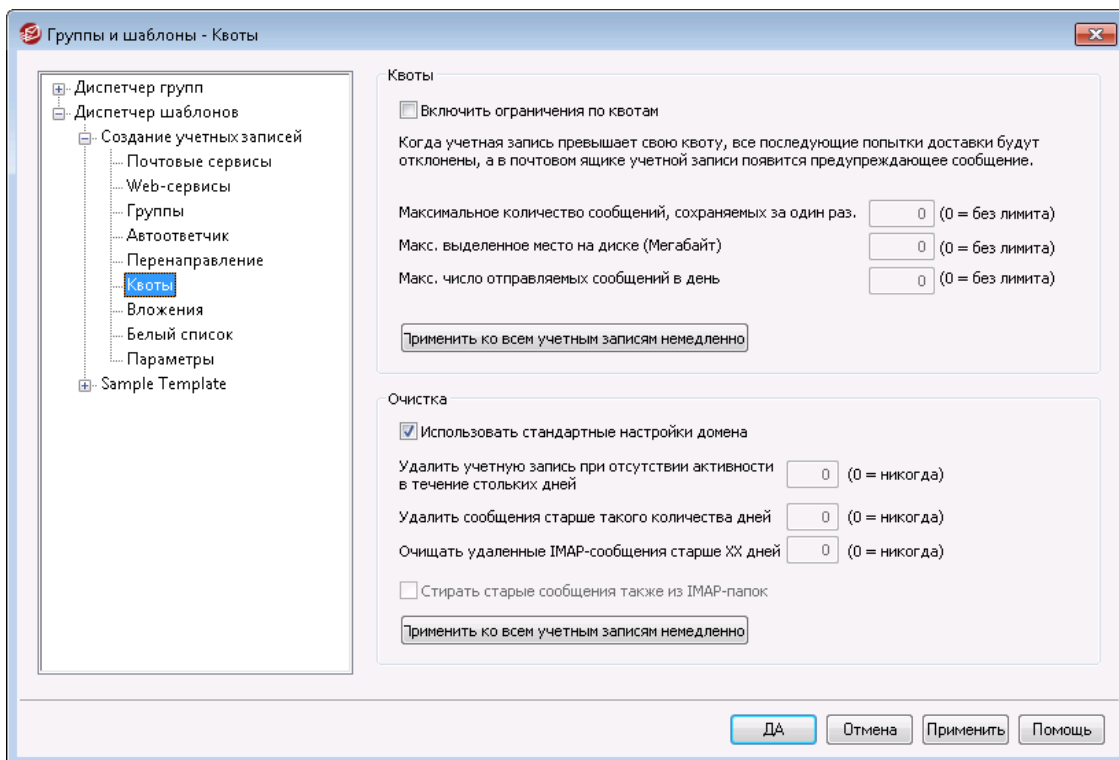 Группы и шаблоны - Квоты
Диспетчер групп
Диспетчер шаблонов
Создание учетных записей
Почтовые сервисы
Web-сервисы
Группы
Автоответчик
Перенаправление
Квоты
Вложения
Белый список
Параметры
Sample Template
Квоты
Включить ограничения по квотам
Когда учетная запись превышает свою квоту, все последующие попытки доставки будут
отклонены, а в почтовом ящике учетной записи появится предупреждающее сообщение.
Максимальное количество сообщений, сохраняемых за один раз. 0 (0 = без лимита)
Макс. выделенное место на диске (Мегабайт) 0 (0 = без лимита)
Макс. число отправляемых сообщений в день 0 (0 = без лимита)
Применить ко всем учетным записям немедленно
Очистка
Использовать стандартные настройки домена
Удалить учетную запись при отсутствии активности
в течение стольких дней 0 (0 = никогда)
Удалить сообщения старше такого количества дней 0 (0 = никогда)
Очищать удаленные IMAP-сообщения старше XX дней 0 (0 = никогда)
Стирать старые сообщения также из IMAP-папок
Применить ко всем учетным записям немедленно
ДА Отмена Применить Помощь